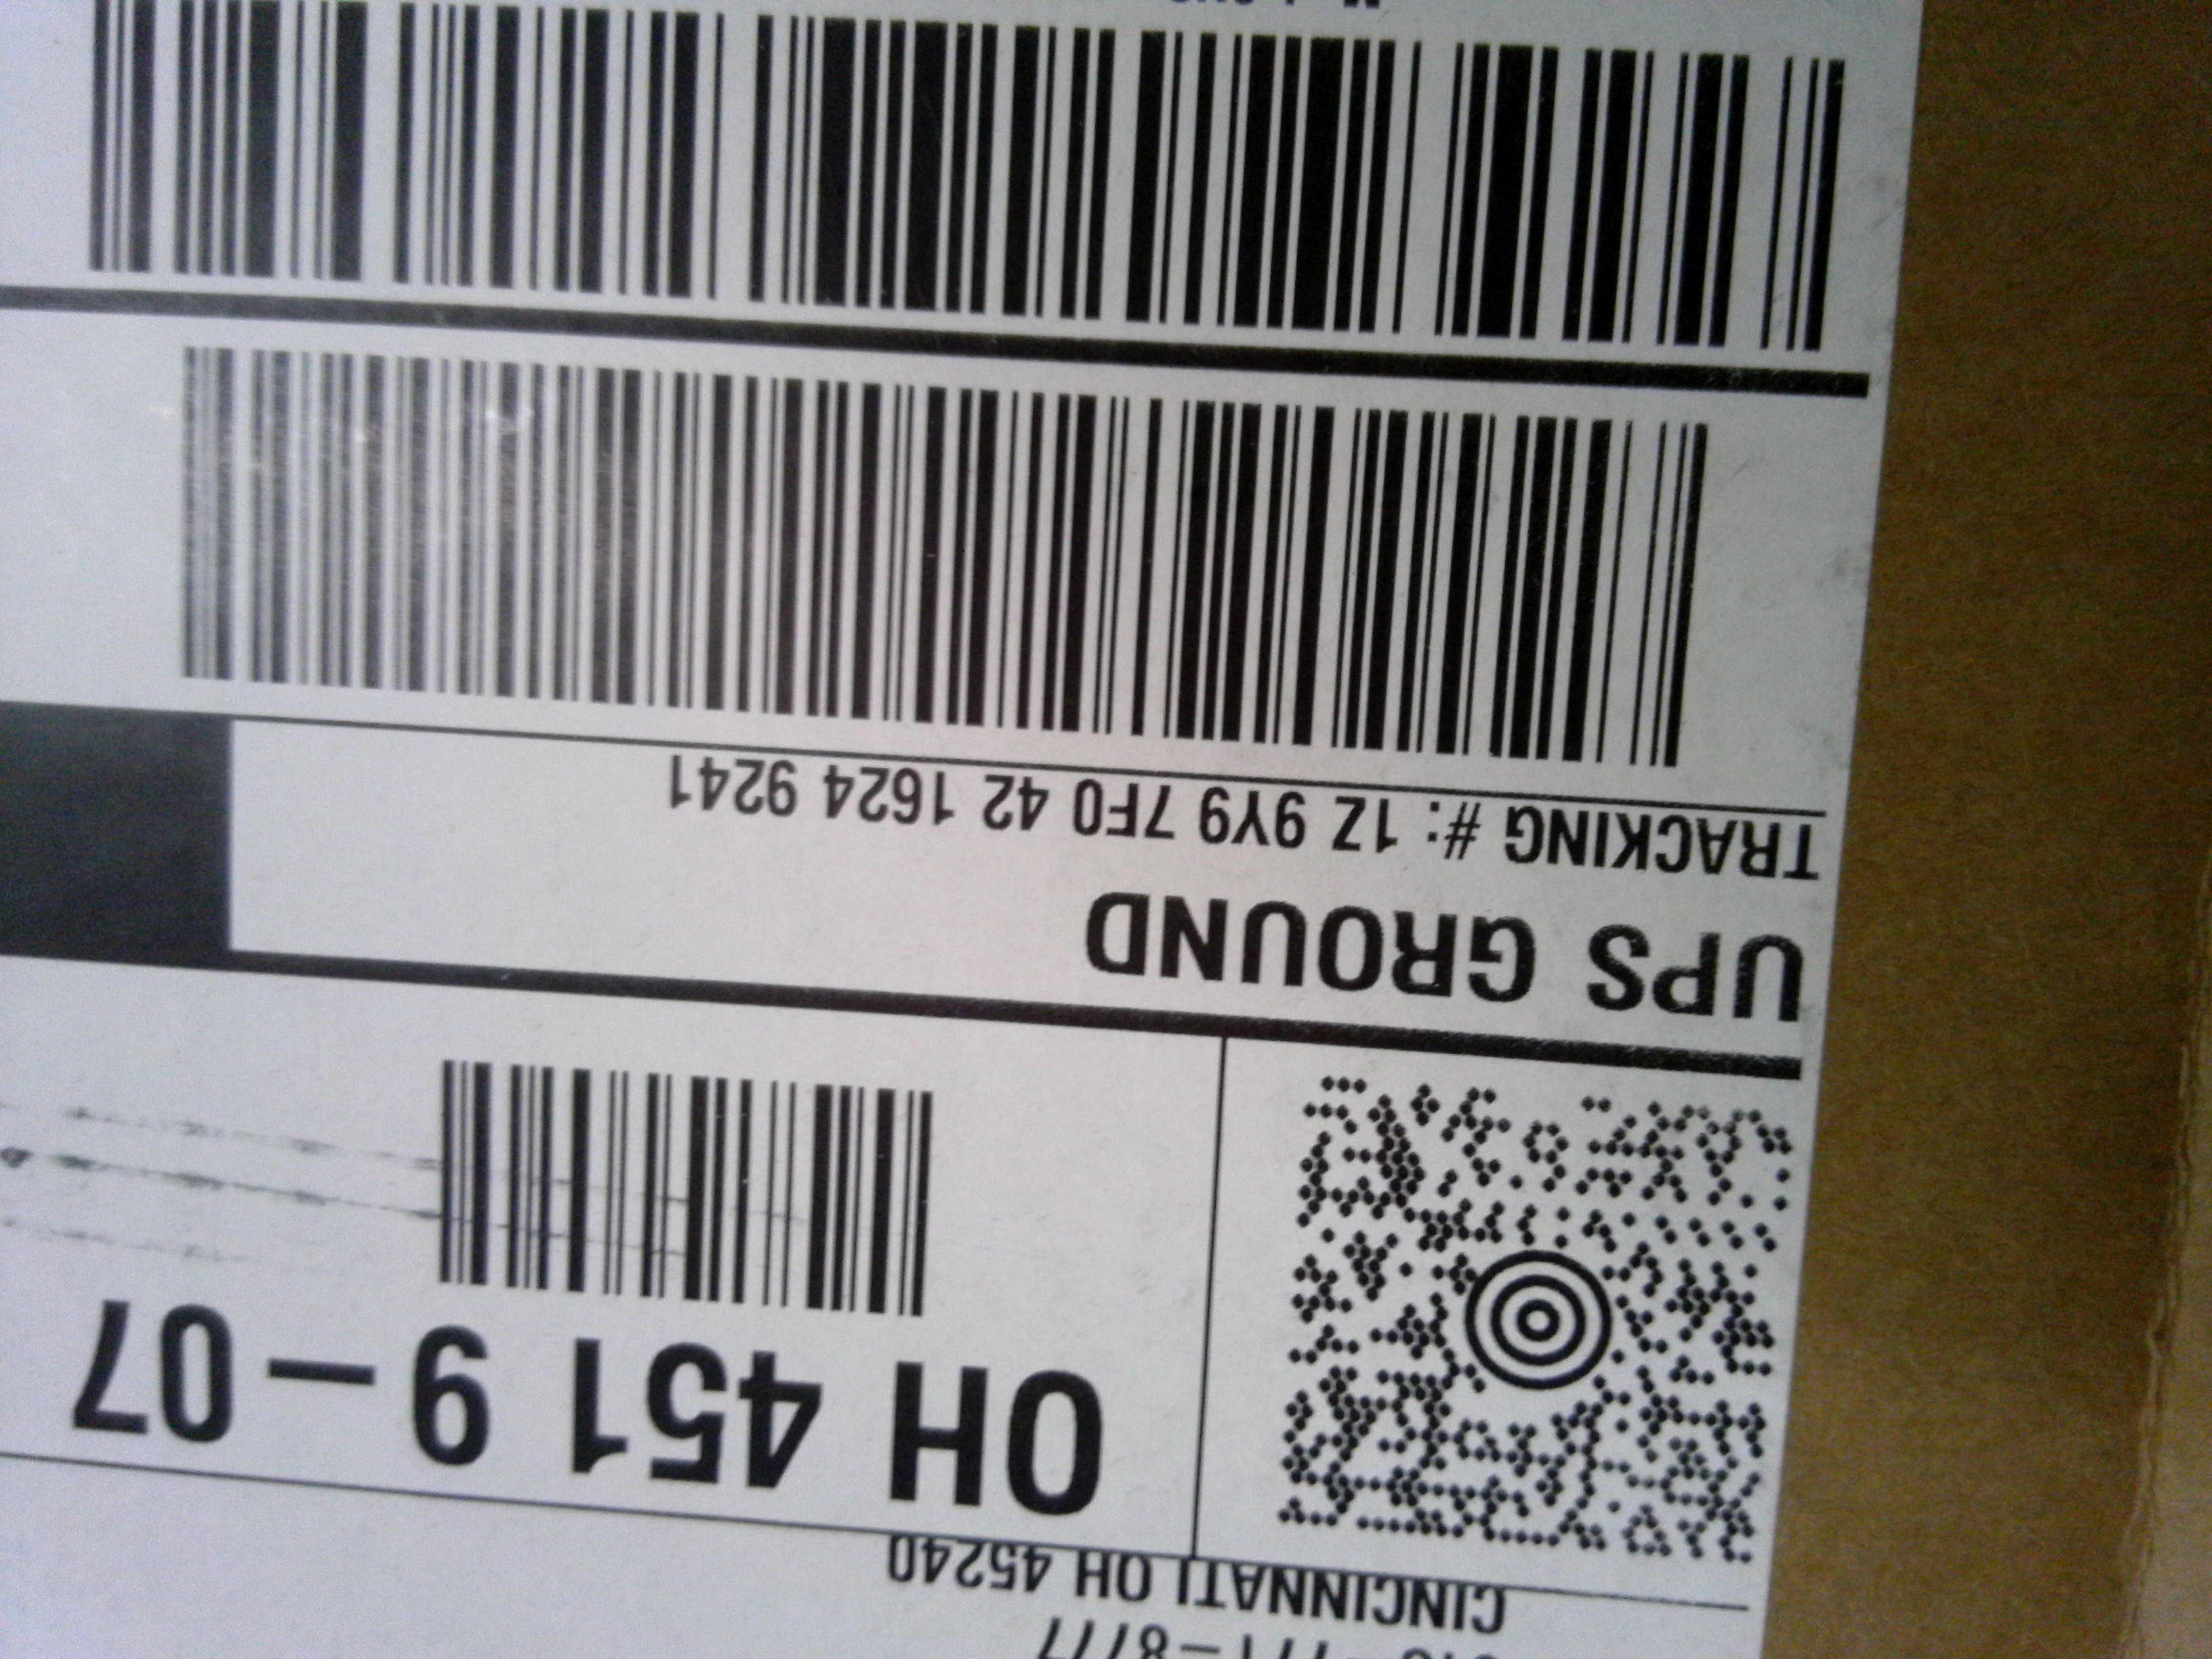 CINCINNATI OH 45240
OH 451 9-07
UPS GROUND
TRACKING #: 1Z 9Y9 7F0 42 1624 9241